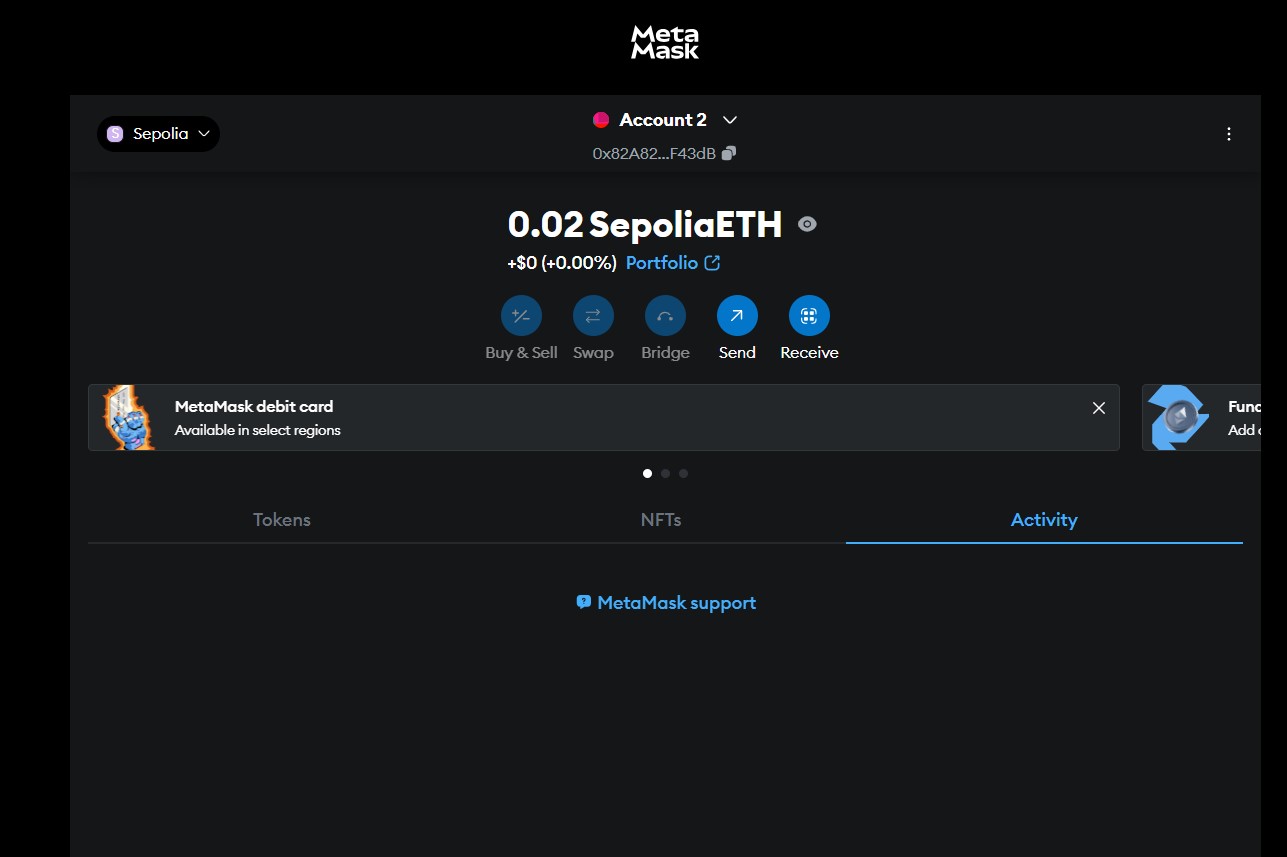 Meta
Mask
S Sepolia
Account 2
0x82A82...F43dB
0.02 SepoliaETH
+$0 (+0.00%) Portfolio
Buy & Sell Swap Bridge Send Receive
MetaMask debit card
Available in select regions
Add
Tokens NFTs Activity
MetaMask support